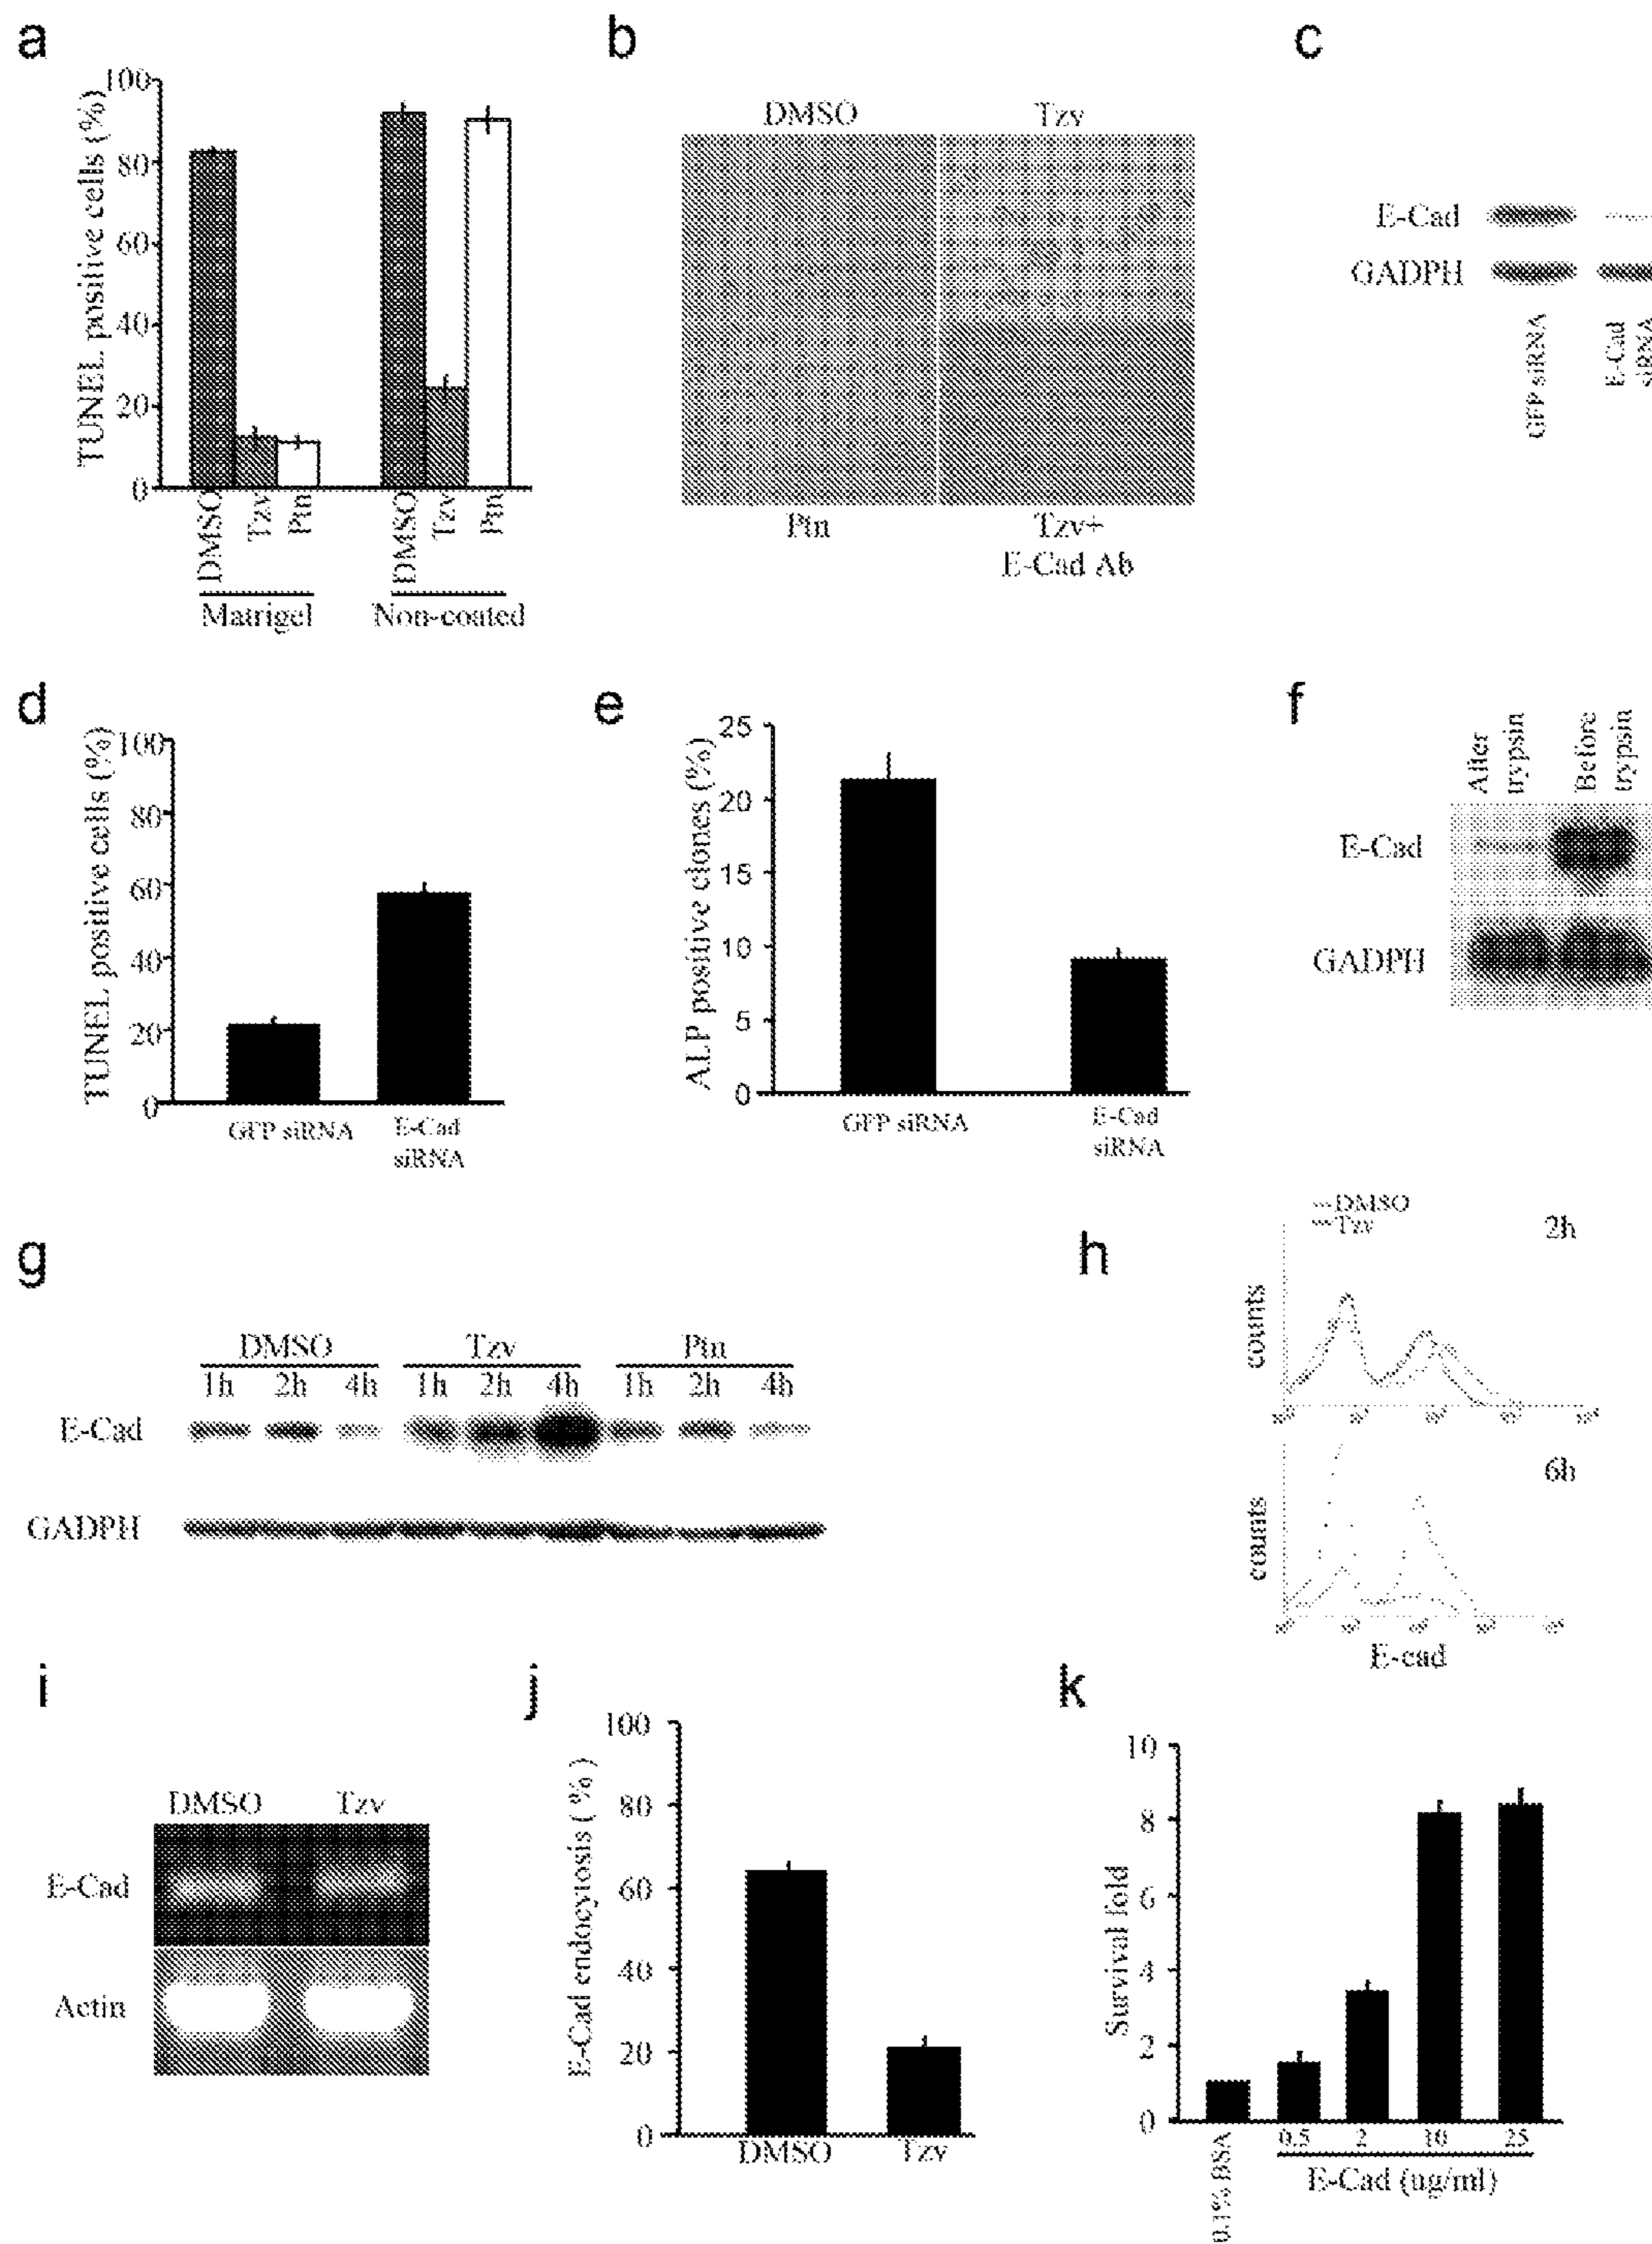 a
TUNEL positive cells (%)
100
80
60
40
20
0
DMSO
Tzv
Ptn
DMSO
Tzv
Ptn
Matrigel
Non-coated
b
DMSO
Tzv
Ptn
Tzv+
E-Cad Ab
c
E-Cad
GADPH
GFP siRNA
E-Cad
siRNA
d
TUNEL positive cells (%)
100
80
60
40
20
0
GFP siRNA
E-Cad
siRNA
e
ALP positive clones (%)
25
20
15
10
5
0
GFP siRNA
E-Cad
siRNA
f
After
trypsin
Before
trypsin
E-Cad
GADPH
g
DMSO
Tzv
Ptn
1h 2h 4h 1h 2h 4h 1h 2h 4h
E-Cad
GADPH
h
DMSO
Tzv
2h
counts
6h
counts
E-cad
i
DMSO
Tzv
E-Cad
Actin
j
E-Cad endocytosis (%)
100
80
60
40
20
0
DMSO
Tzv
k
Survival fold
10
8
6
4
2
0
0.1% BSA
0.5 2 10 25
E-Cad (ug/ml)